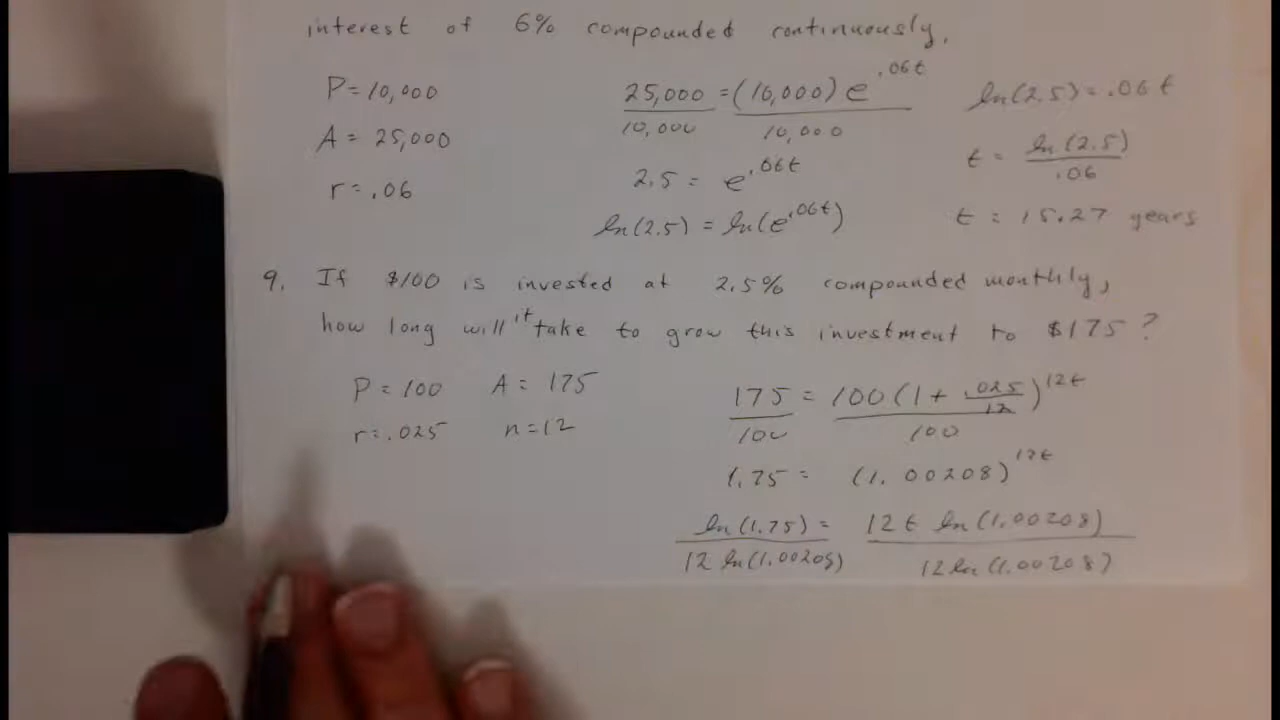 interest of 6% compounded continuously.
P = 10,000
A = 25,000
r = .06
25,000 = (10,000) e^.06t
10,000 10,000
2.5 = e^.06t
ln(2.5) = ln(e^.06t)
ln(2.5) = .06t
t = ln(2.5)
.06
t = 15.27 years
9. If $100 is invested at 2.5% compounded monthly,
how long will it take to grow this investment to $175?
P = 100 A = 175
r = .025 n = 12
175 = 100(1 + .025/12)^12t
100 100
1.75 = (1.00208)^12t
ln(1.75) = 12t ln(1.00208)
12 ln(1.00208) 12 ln(1.00208)